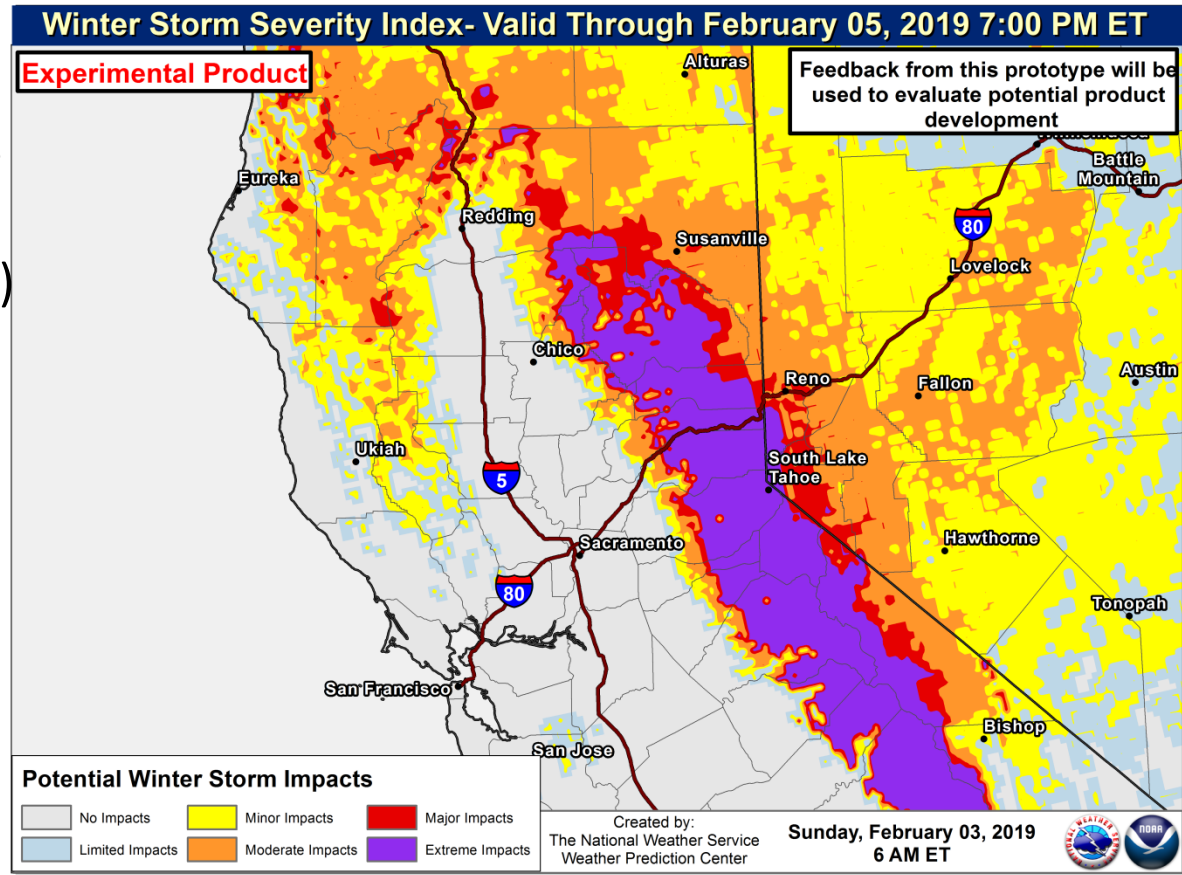 Winter Storm Severity Index- Valid Through February 05, 2019 7:00 PM ET
Experimental Product
Feedback from this prototype will be
used to evaluate potential product
development
Alturas
Battle
Mountain
Eureka
Redding
80
Susanville
Lovelock
)
Chico
Reno
Fallon
Austin
Ukiah
South Lake
Tahoe
5
Sacramento
Hawthorne
80
Tonopah
San Francisco
Bishop
San Jose
Potential Winter Storm Impacts
No Impacts
Minor Impacts
Major Impacts
Limited Impacts
Moderate Impacts
Extreme Impacts
Created by:
The National Weather Service
Weather Prediction Center
Sunday, February 03, 2019
6 AM ET
NOAA